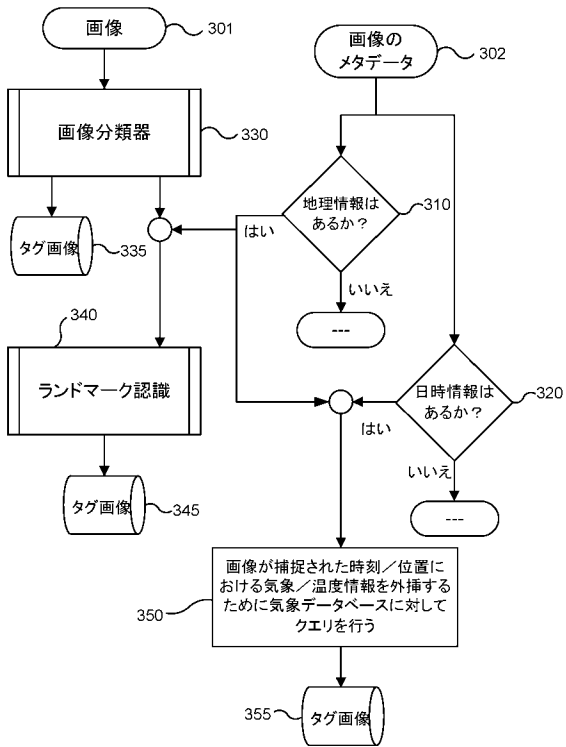 画像
301
画像の
メタデータ
302
画像分類器
330
地理情報は
あるか？
310
はい
いいえ
---
タグ画像
335
340
ランドマーク認識
日時情報は
あるか？
320
はい
いいえ
---
タグ画像
345
画像が捕捉された時刻／位置に
おける気象／温度情報を外挿する
ために気象データベースに対して
クエリを行う
350
タグ画像
355